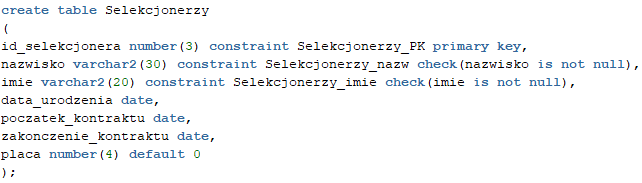 create table Selekcjonerzy
(
id_selekcjonera number(3) constraint Selekcjonerzy_PK primary key,
nazwisko varchar2(30) constraint Selekcjonerzy_nazw check(nazwisko is not null),
imie varchar2(20) constraint Selekcjonerzy_imie check(imie is not null),
data_urodzenia date,
poczatek_kontraktu date,
zakonczenie_kontraktu date,
placa number(4) default 0
);